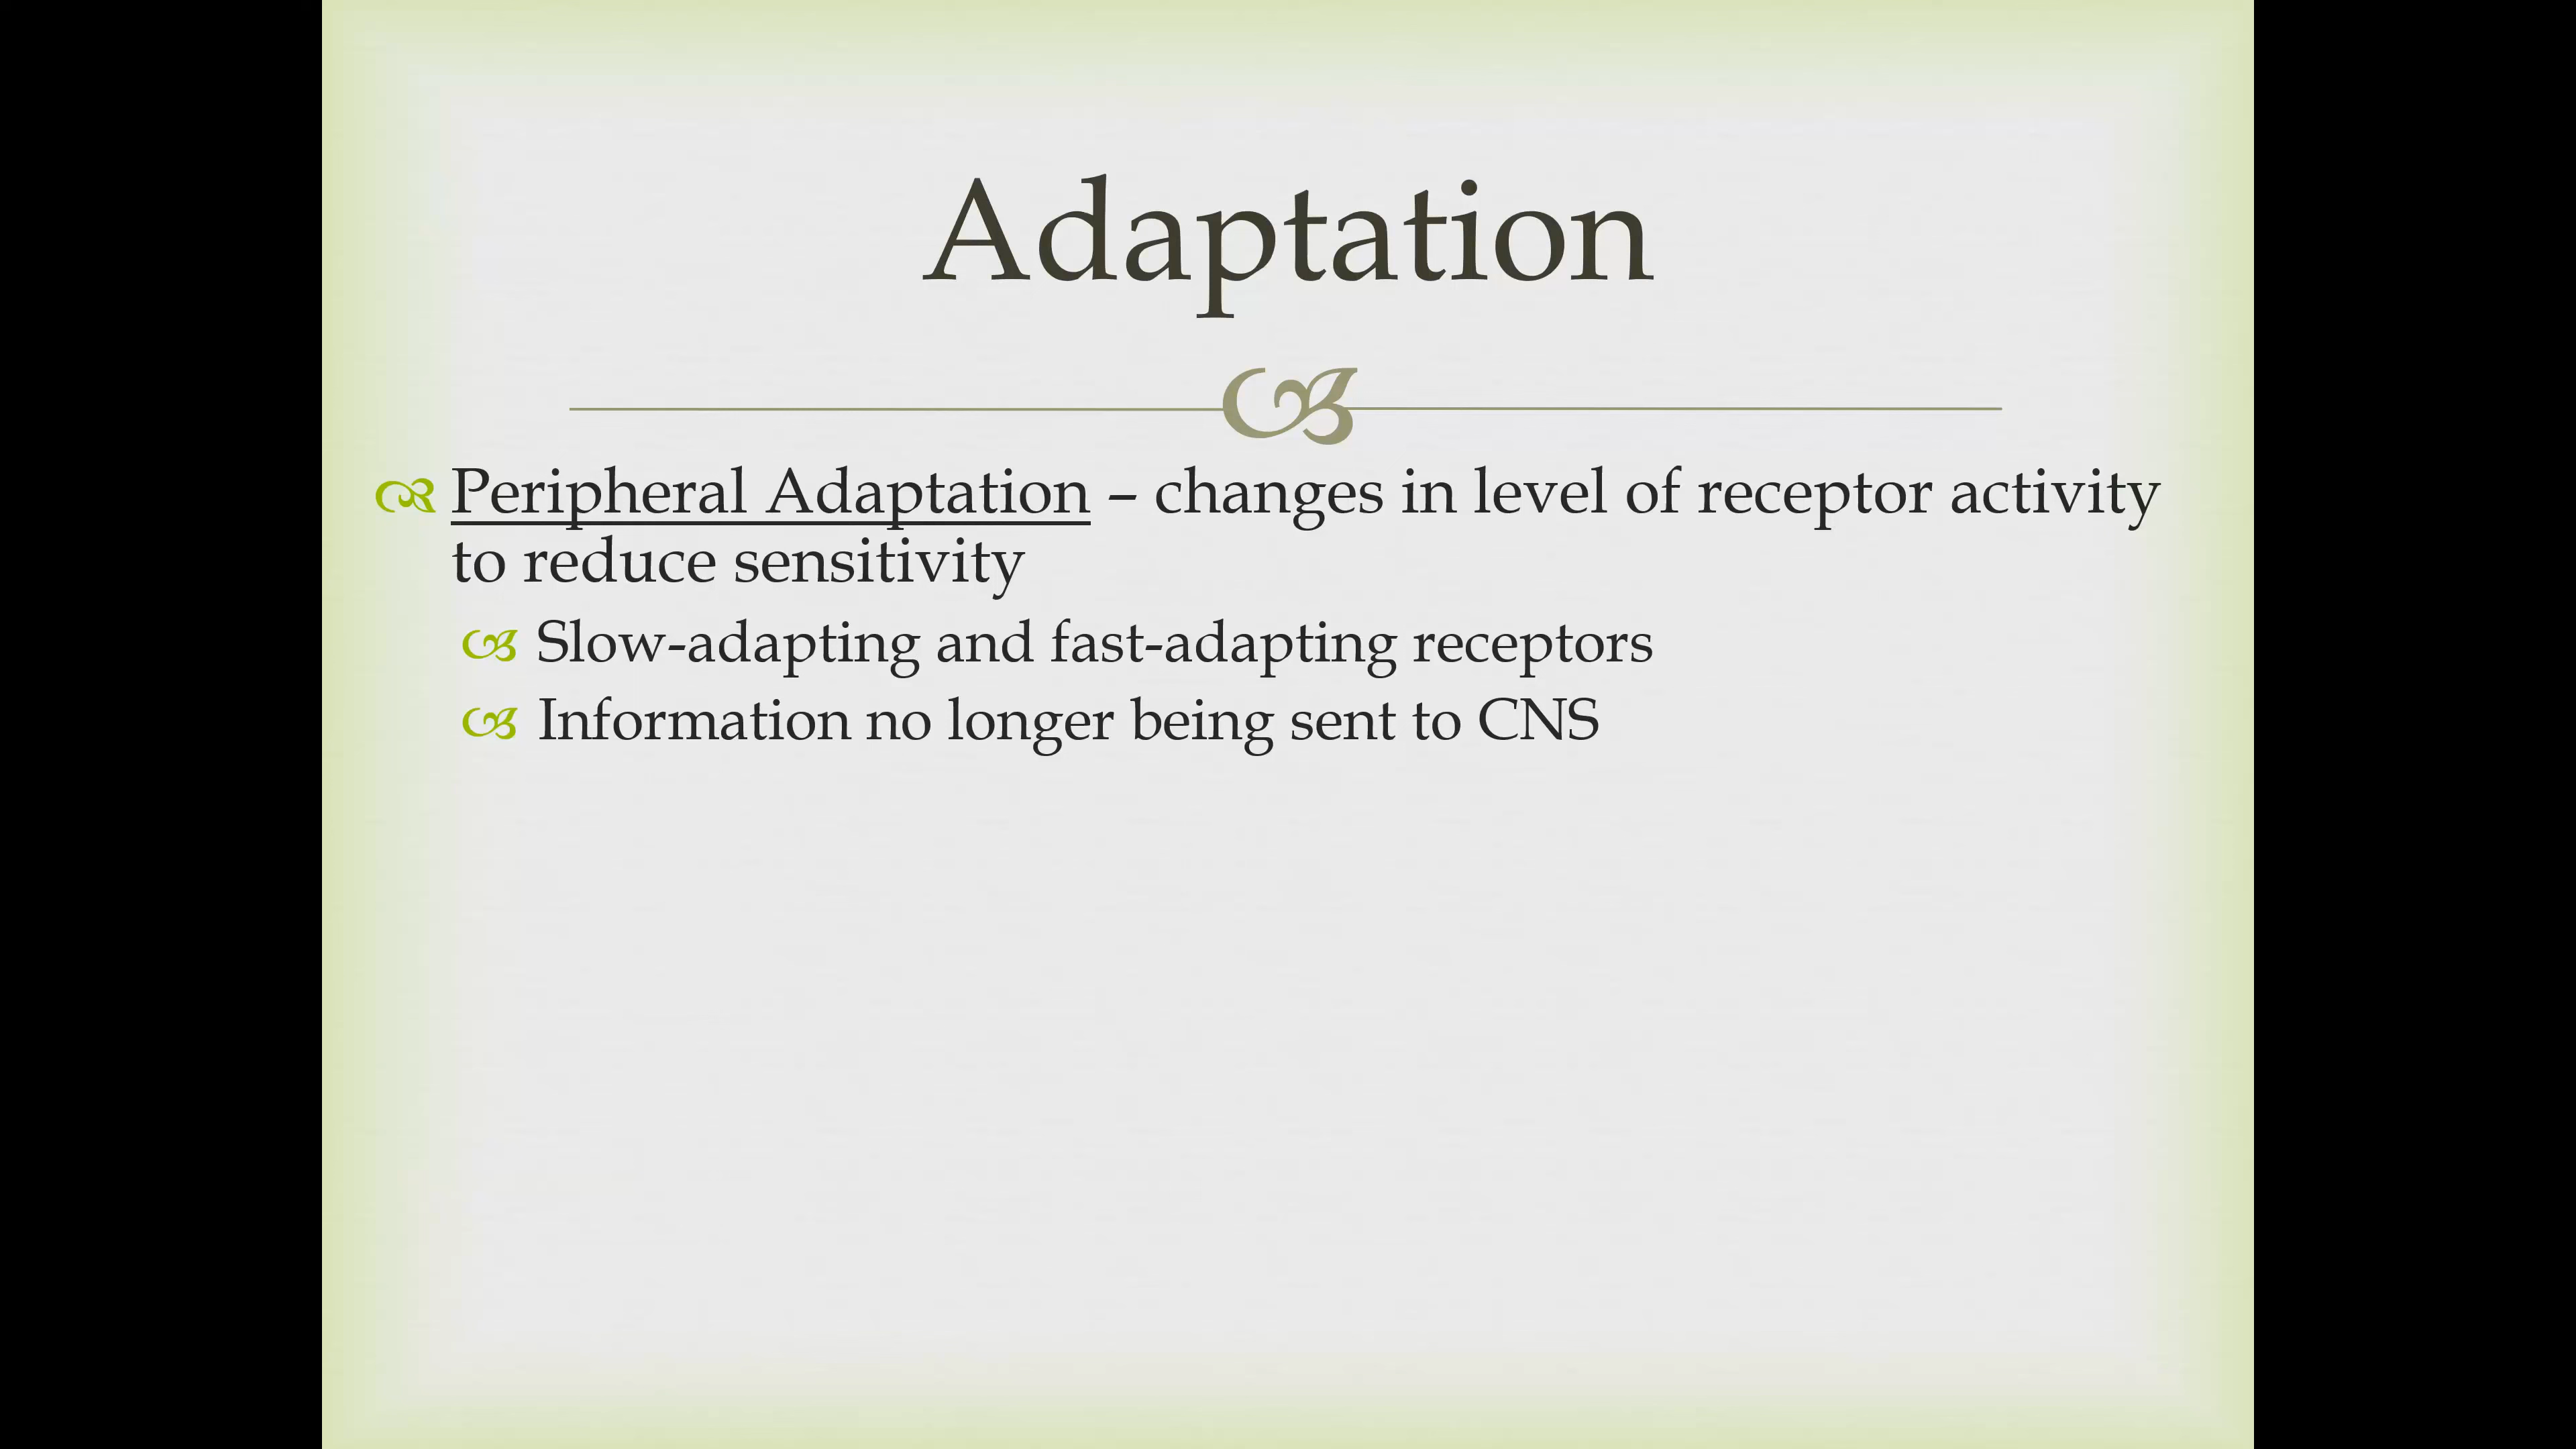 Adaptation
Peripheral Adaptation – changes in level of receptor activity
to reduce sensitivity
Slow-adapting and fast-adapting receptors
Information no longer being sent to CNS